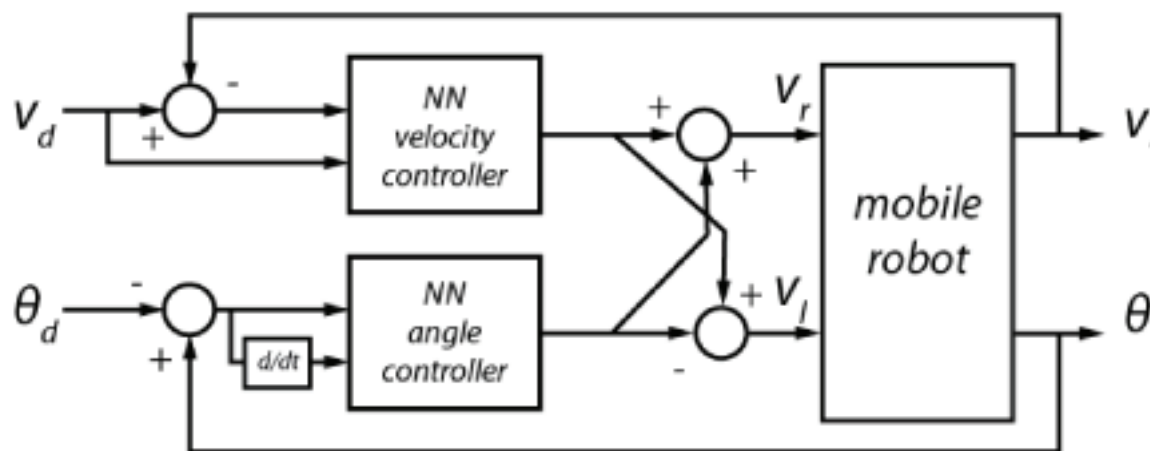 v_d
+
-
NN
velocity
controller
+
+
v_r
mobile
robot
v
θ_d
-
+
d/dt
NN
angle
controller
+
-
v_l
θ